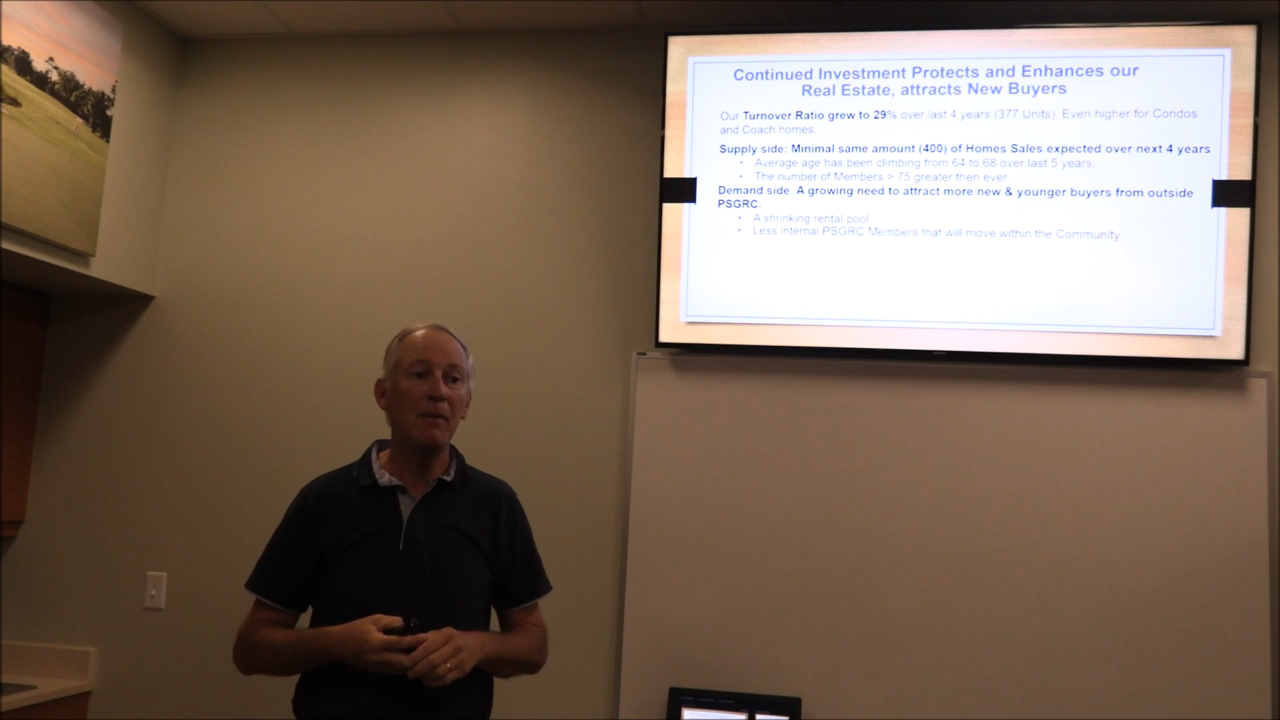 Continued Investment Protects and Enhances our
Real Estate, attracts New Buyers
Our Turnover Ratio grew to 29% over last 4 years (377 Units). Even higher for Condos
and Coach homes.
Supply side: Minimal same amount (400) of Homes Sales expected over next 4 years
• Average age has been climbing from 64 to 68 over last 5 years;
• The number of Members > 75 greater then ever
Demand side: A growing need to attract more new & younger buyers from outside
PSGRC.
• A shrinking rental pool
• Less internal PSGRC Members that will move within the Community